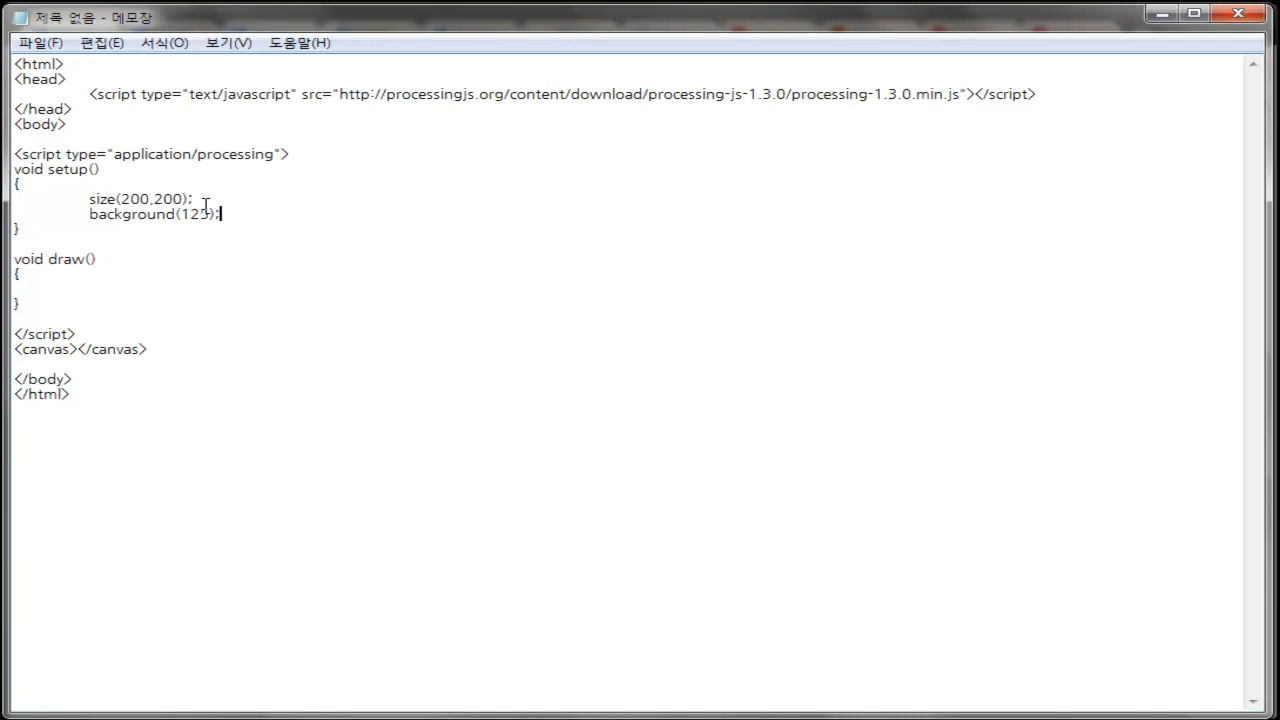 제목 없음 - 메모장
파일(F) 편집(E) 서식(O) 보기(V) 도움말(H)
<html>
<head>
<script type="text/javascript" src="http://processingjs.org/content/download/processing-js-1.3.0/processing-1.3.0.min.js"></script>
</head>
<body>
<script type="application/processing">
void setup()
{
size(200,200);
background(125);
}
void draw()
{
}
</script>
<canvas></canvas>
</body>
</html>